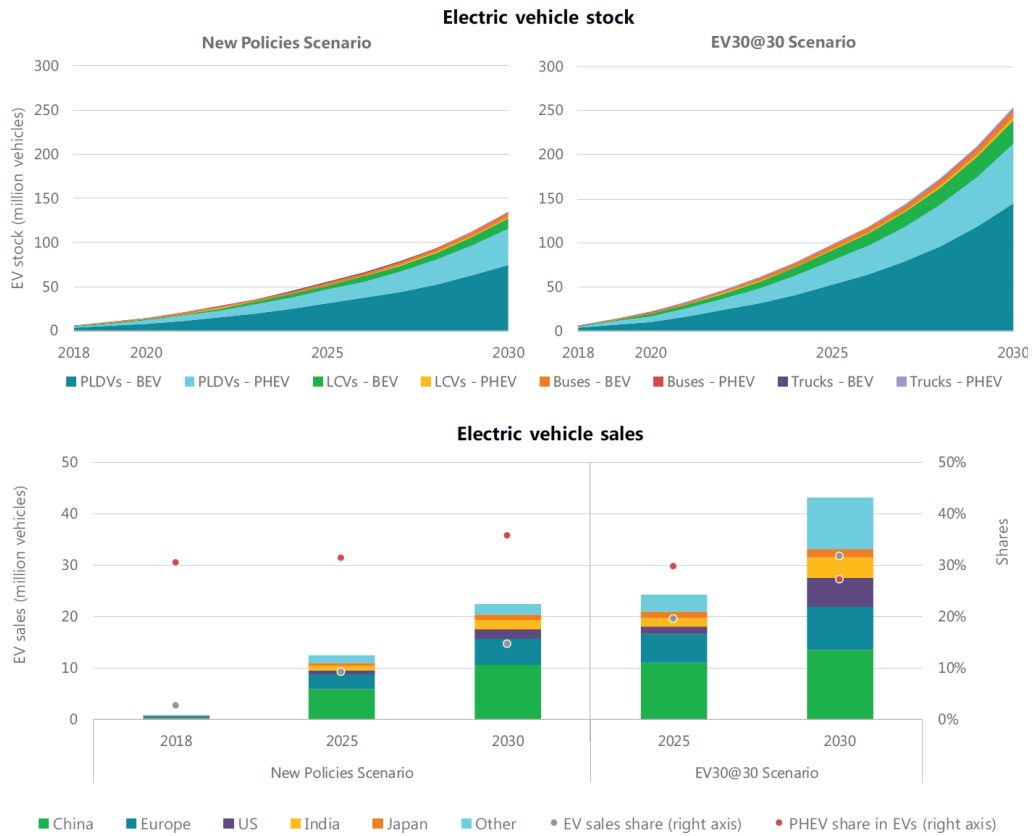 Electric vehicle stock
New Policies Scenario
EV30@30 Scenario
EV stock (million vehicles)
300
250
200
150
100
50
0
2018
2020
2025
2030
300
250
200
150
100
50
0
2018
2020
2025
2030
PLDVs - BEV
PLDVs - PHEV
LCVs - BEV
LCVs - PHEV
Buses - BEV
Buses - PHEV
Trucks - BEV
Trucks - PHEV
Electric vehicle sales
EV sales (million vehicles)
50
40
30
20
10
0
50%
40%
30%
20%
10%
0%
Shares
2018
2025
2030
2025
2030
New Policies Scenario
EV30@30 Scenario
China
Europe
US
India
Japan
Other
EV sales share (right axis)
PHEV share in EVs (right axis)